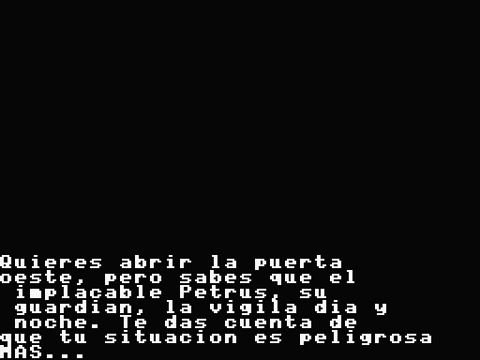 Quieres abrir la puerta
oeste, pero sabes que el
implacable Petrus, su
guardian, la vigila dia y
noche. Te das cuenta de
que tu situacion es peligrosa
MAS...